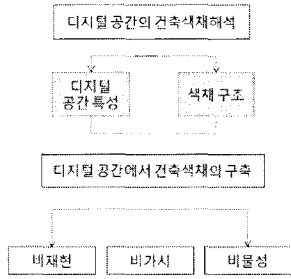 디지털 공간의 건축색채해석
디지털
공간 특성
색채 구조
디지털 공간에서 건축색채의 구축
비재현
비가시
비물성